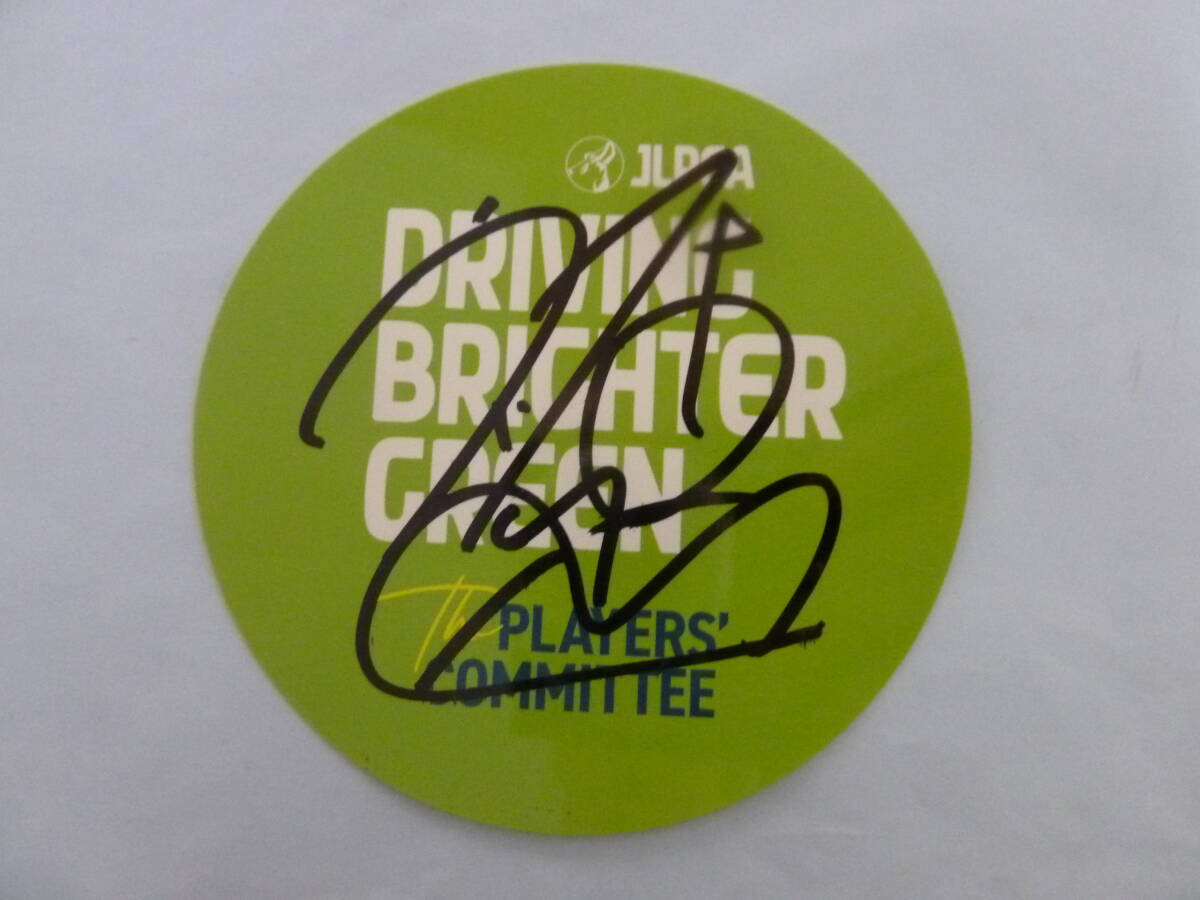 JLPGA
DRIVING
BRIGHTER
GREEN
The PLAYERS'
COMMITTEE